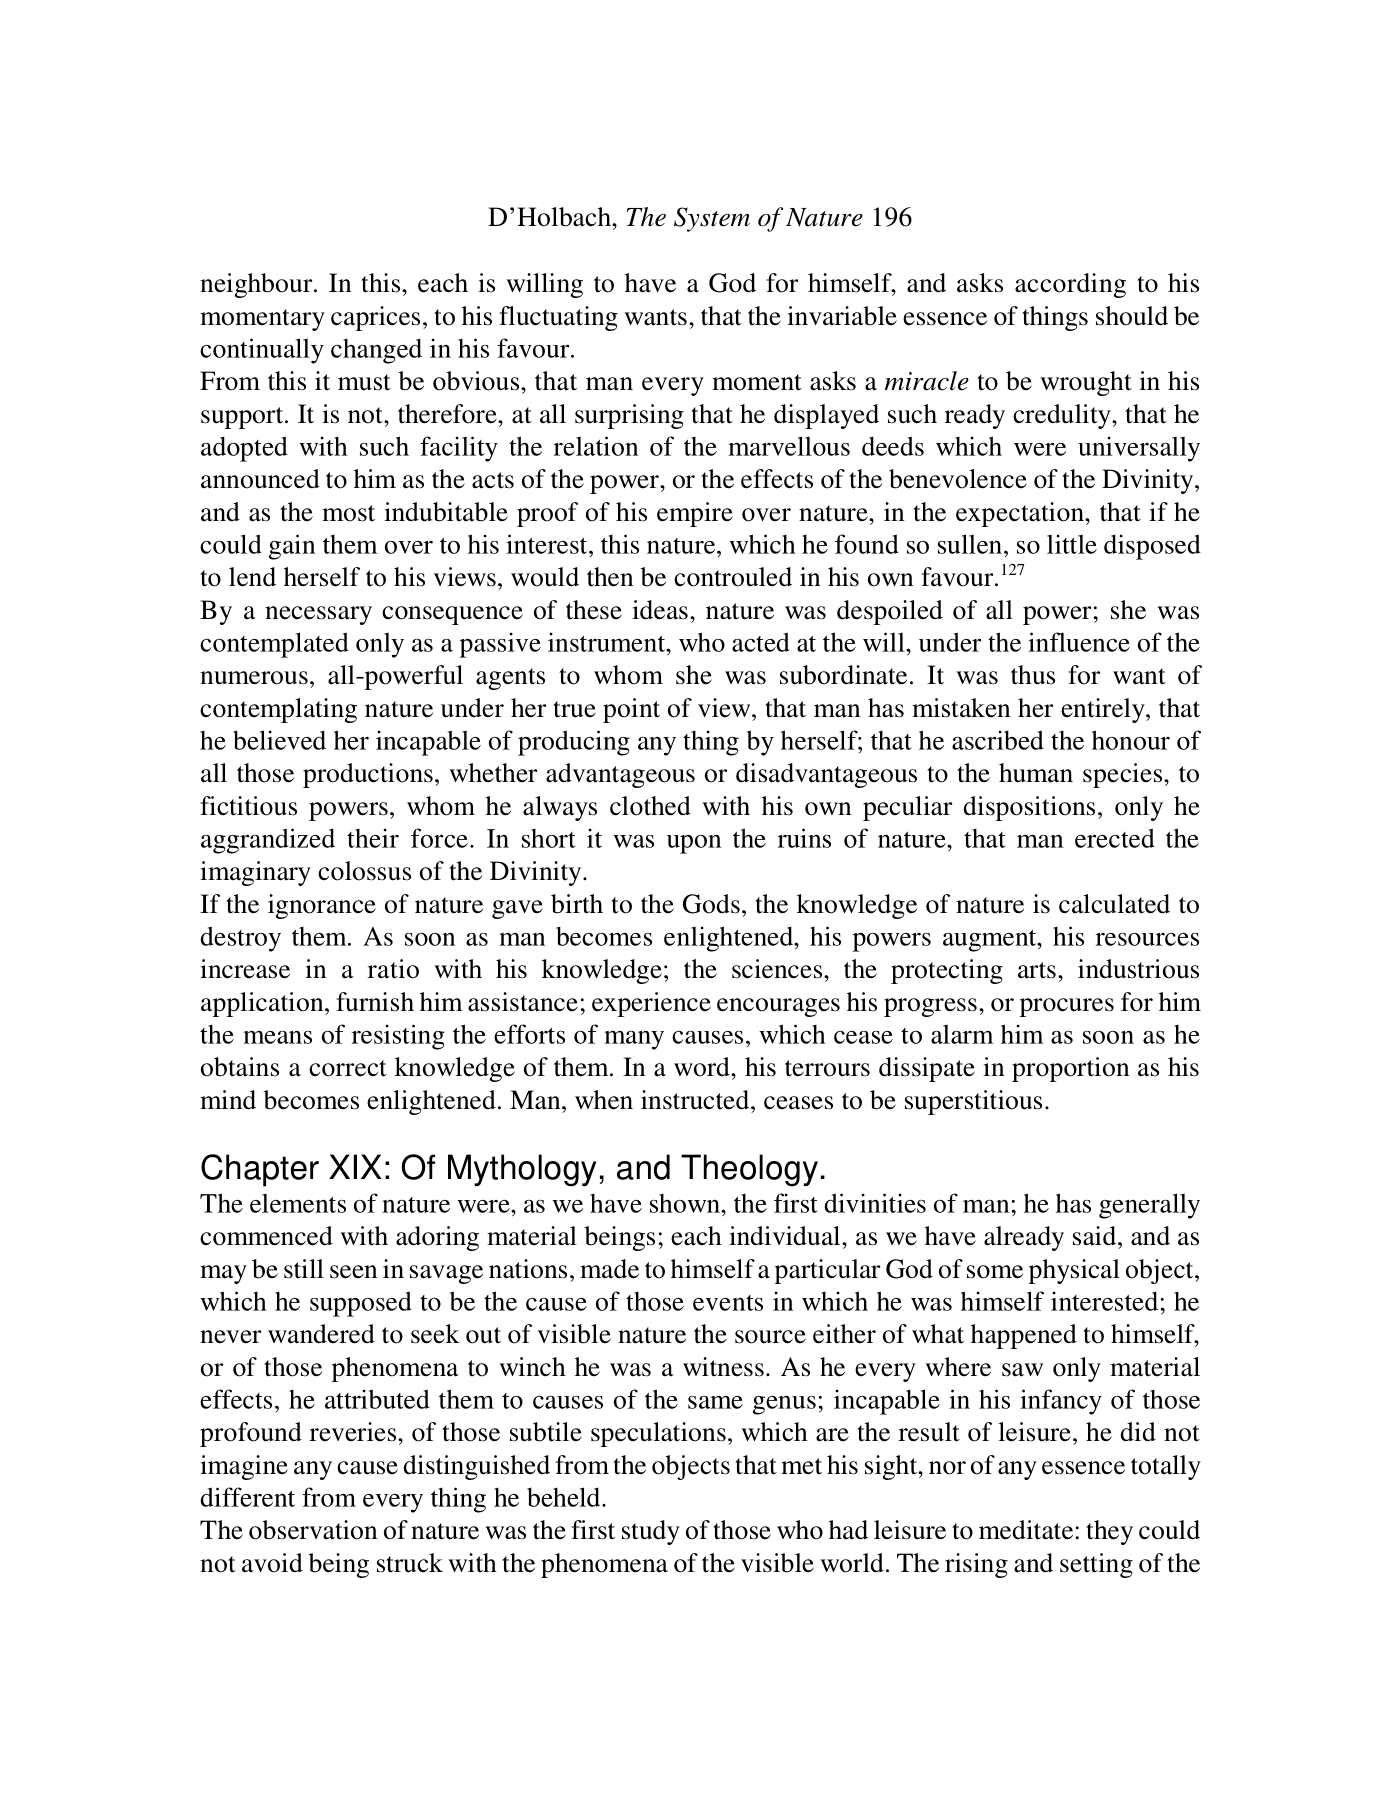 D’Holbach, The System of Nature 196
neighbour. In this, each is willing to have a God for himself, and asks according to his
momentary caprices, to his fluctuating wants, that the invariable essence of things should be
continually changed in his favour.
From this it must be obvious, that man every moment asks a miracle to be wrought in his
support. It is not, therefore, at all surprising that he displayed such ready credulity, that he
adopted with such facility the relation of the marvellous deeds which were universally
announced to him as the acts of the power, or the effects of the benevolence of the Divinity,
and as the most indubitable proof of his empire over nature, in the expectation, that if he
could gain them over to his interest, this nature, which he found so sullen, so little disposed
to lend herself to his views, would then be controuled in his own favour.127
By a necessary consequence of these ideas, nature was despoiled of all power; she was
contemplated only as a passive instrument, who acted at the will, under the influence of the
numerous, all-powerful agents to whom she was subordinate. It was thus for want of
contemplating nature under her true point of view, that man has mistaken her entirely, that
he believed her incapable of producing any thing by herself; that he ascribed the honour of
all those productions, whether advantageous or disadvantageous to the human species, to
fictitious powers, whom he always clothed with his own peculiar dispositions, only he
aggrandized their force. In short it was upon the ruins of nature, that man erected the
imaginary colossus of the Divinity.
If the ignorance of nature gave birth to the Gods, the knowledge of nature is calculated to
destroy them. As soon as man becomes enlightened, his powers augment, his resources
increase in a ratio with his knowledge; the sciences, the protecting arts, industrious
application, furnish him assistance; experience encourages his progress, or procures for him
the means of resisting the efforts of many causes, which cease to alarm him as soon as he
obtains a correct knowledge of them. In a word, his terrours dissipate in proportion as his
mind becomes enlightened. Man, when instructed, ceases to be superstitious.
Chapter XIX: Of Mythology, and Theology.
The elements of nature were, as we have shown, the first divinities of man; he has generally
commenced with adoring material beings; each individual, as we have already said, and as
may be still seen in savage nations, made to himself a particular God of some physical object,
which he supposed to be the cause of those events in which he was himself interested; he
never wandered to seek out of visible nature the source either of what happened to himself,
or of those phenomena to winch he was a witness. As he every where saw only material
effects, he attributed them to causes of the same genus; incapable in his infancy of those
profound reveries, of those subtile speculations, which are the result of leisure, he did not
imagine any cause distinguished from the objects that met his sight, nor of any essence totally
different from every thing he beheld.
The observation of nature was the first study of those who had leisure to meditate: they could
not avoid being struck with the phenomena of the visible world. The rising and setting of the